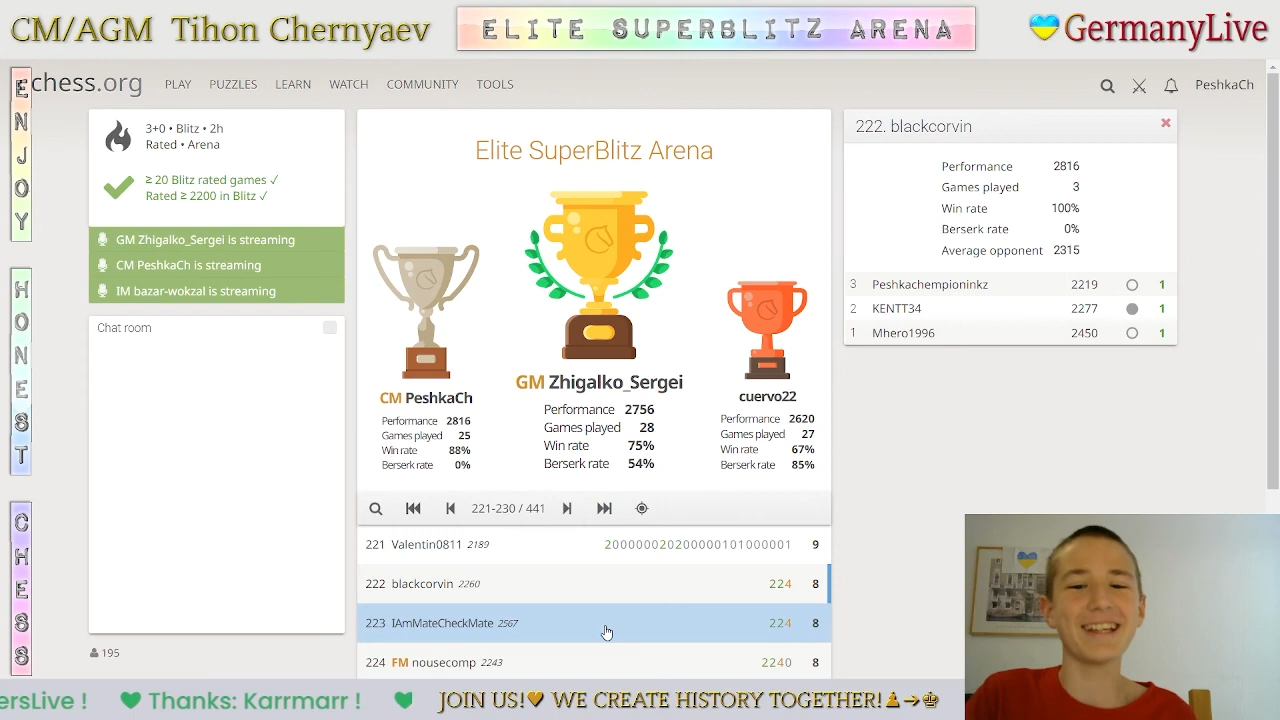 CM/AGM Tihon Chernyaev
ELITE SUPERBLITZ ARENA
GermanyLive
ENJOY
HONEST
CHESS
chess.org
PLAY PUZZLES LEARN WATCH COMMUNITY TOOLS
PeshkaCh
3+0 • Blitz • 2h
Rated • Arena
≥ 20 Blitz rated games ✓
Rated ≥ 2200 in Blitz ✓
GM Zhigalko_Sergei is streaming
CM PeshkaCh is streaming
IM bazar-wokzal is streaming
Chat room
195
Elite SuperBlitz Arena
CM PeshkaCh
Performance 2816
Games played 25
Win rate 88%
Berserk rate 0%
GM Zhigalko_Sergei
Performance 2756
Games played 28
Win rate 75%
Berserk rate 54%
cuervo22
Performance 2620
Games played 27
Win rate 67%
Berserk rate 85%
221-230 / 441
221 Valentin0811 2189 200000020200000101000001 9
222 blackcorvin 2260 224 8
223 IAmMateCheckMate 2567 224 8
224 FM nousecomp 2243 2240 8
222. blackcorvin
Performance 2816
Games played 3
Win rate 100%
Berserk rate 0%
Average opponent 2315
3 Peshkachempioninkz 2219 1
2 KENTT34 2277 1
1 Mhero1996 2450 1
ersLive ! Thanks: Karrmarr ! JOIN US!🧡 WE CREATE HISTORY TOGETHER!♟→♚